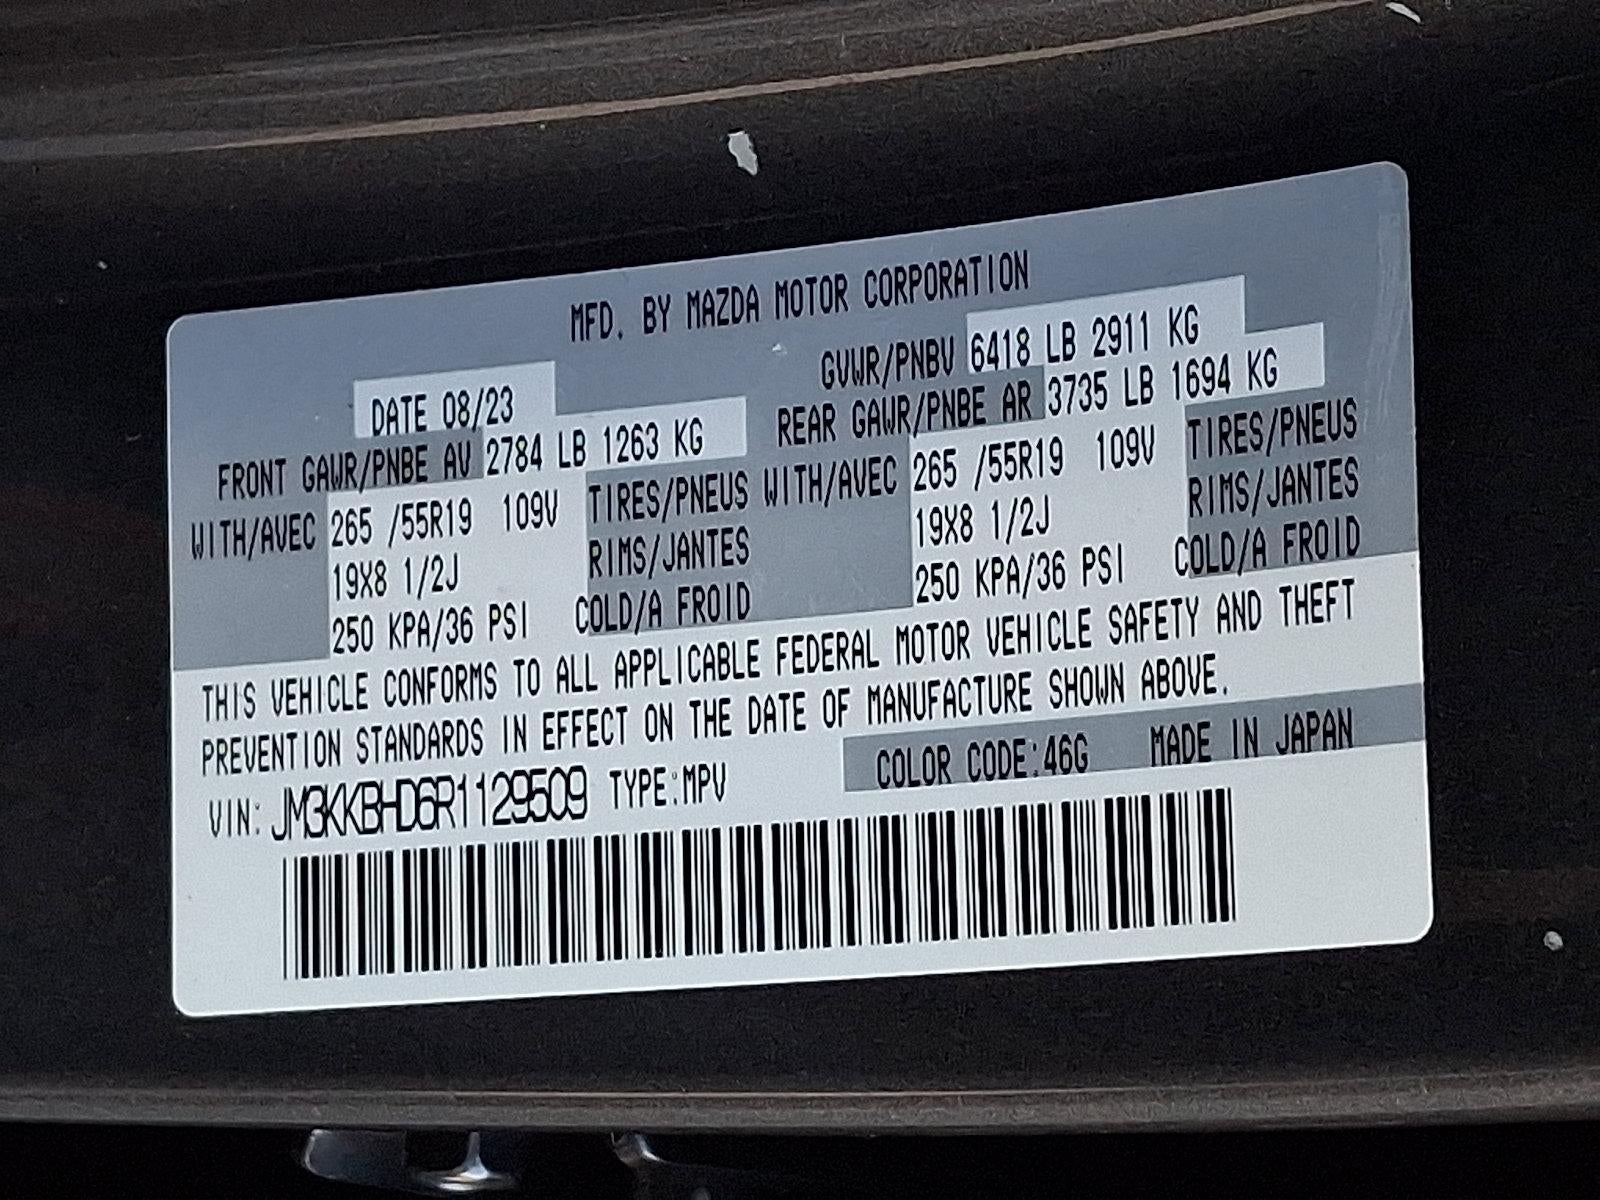 MFD. BY MAZDA MOTOR CORPORATION
DATE 08/23
GVWR/PNBV 6418 LB 2911 KG
FRONT GAWR/PNBE AV 2784 LB 1263 KG
REAR GAWR/PNBE AR 3735 LB 1694 KG
WITH/AVEC 265 /55R19 109V TIRES/PNEUS
19X8 1/2J RIMS/JANTES
250 KPA/36 PSI COLD/A FROID
WITH/AVEC 265 /55R19 109V TIRES/PNEUS
19X8 1/2J RIMS/JANTES
250 KPA/36 PSI COLD/A FROID
THIS VEHICLE CONFORMS TO ALL APPLICABLE FEDERAL MOTOR VEHICLE SAFETY AND THEFT
PREVENTION STANDARDS IN EFFECT ON THE DATE OF MANUFACTURE SHOWN ABOVE.
VIN: JM3KKBHD6R1129509 TYPE:MPV
COLOR CODE:46G MADE IN JAPAN